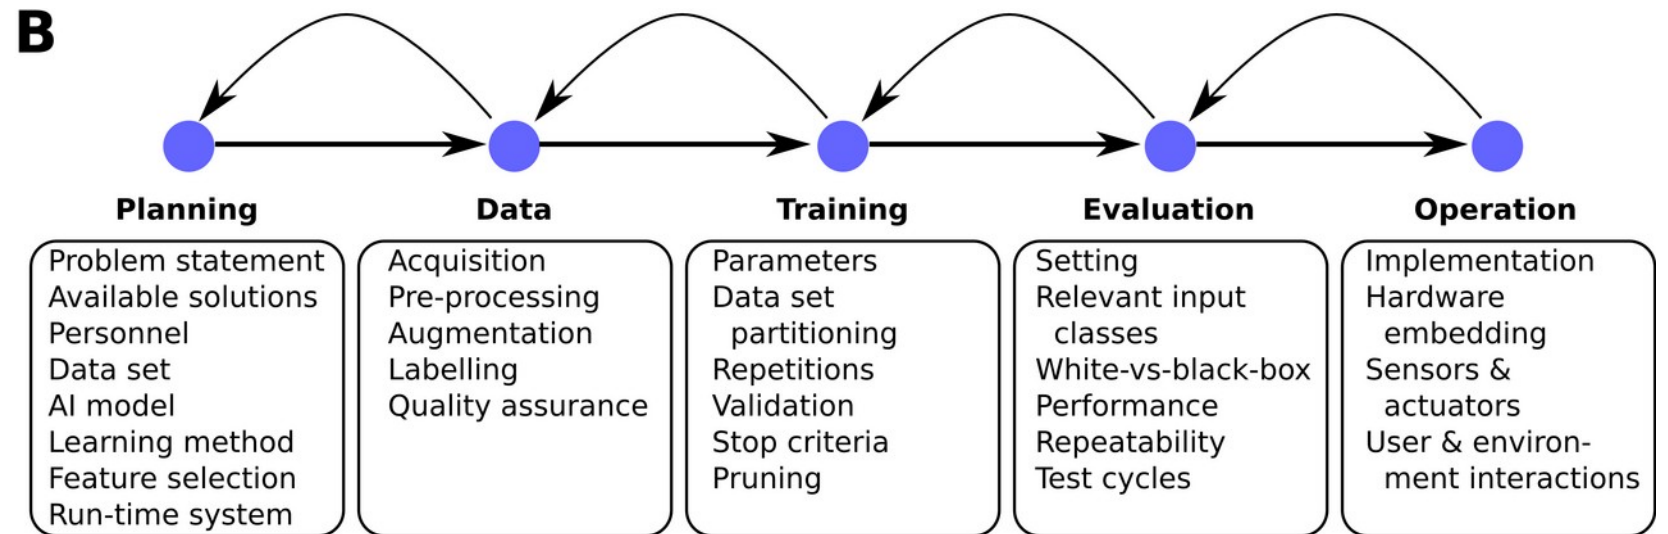 B
Planning
Data
Training
Evaluation
Operation
Problem statement
Available solutions
Personnel
Data set
AI model
Learning method
Feature selection
Run-time system
Acquisition
Pre-processing
Augmentation
Labelling
Quality assurance
Parameters
Data set
partitioning
Repetitions
Validation
Stop criteria
Pruning
Setting
Relevant input
classes
White-vs-black-box
Performance
Repeatability
Test cycles
Implementation
Hardware
embedding
Sensors &
actuators
User & environ-
ment interactions